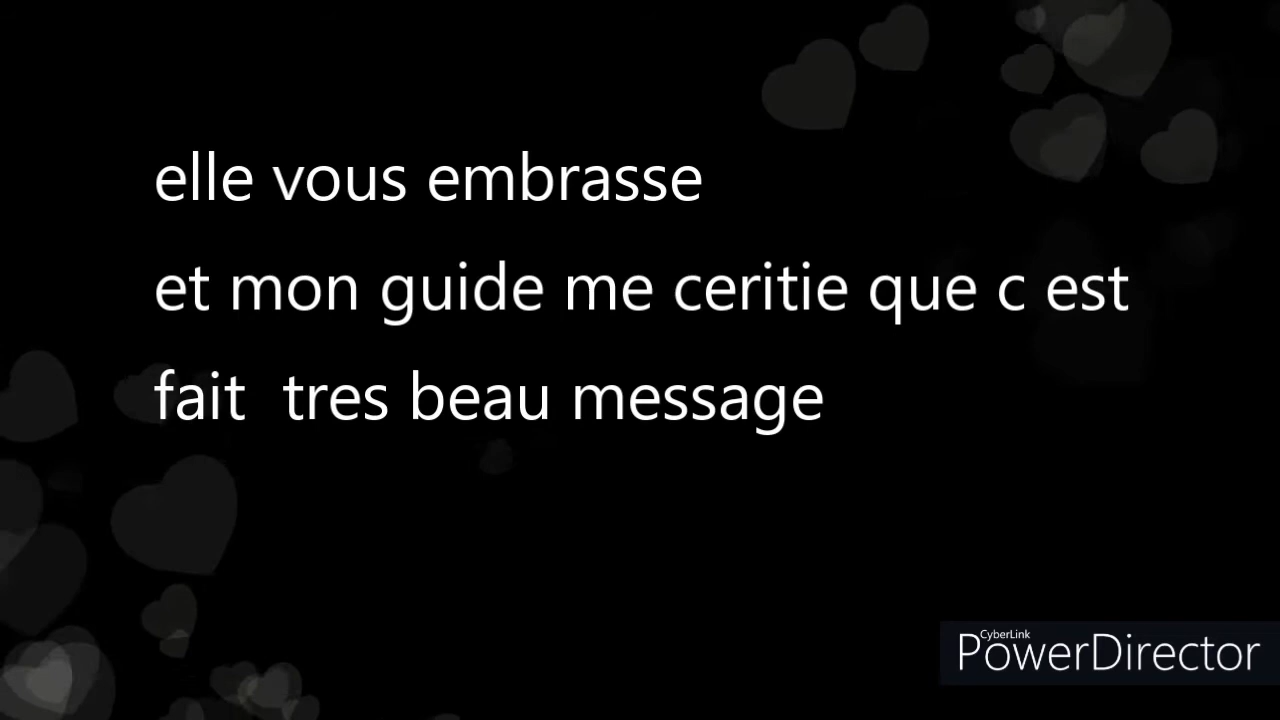 elle vous embrasse
et mon guide me ceritie que c est
fait  tres beau message
CyberLink
PowerDirector